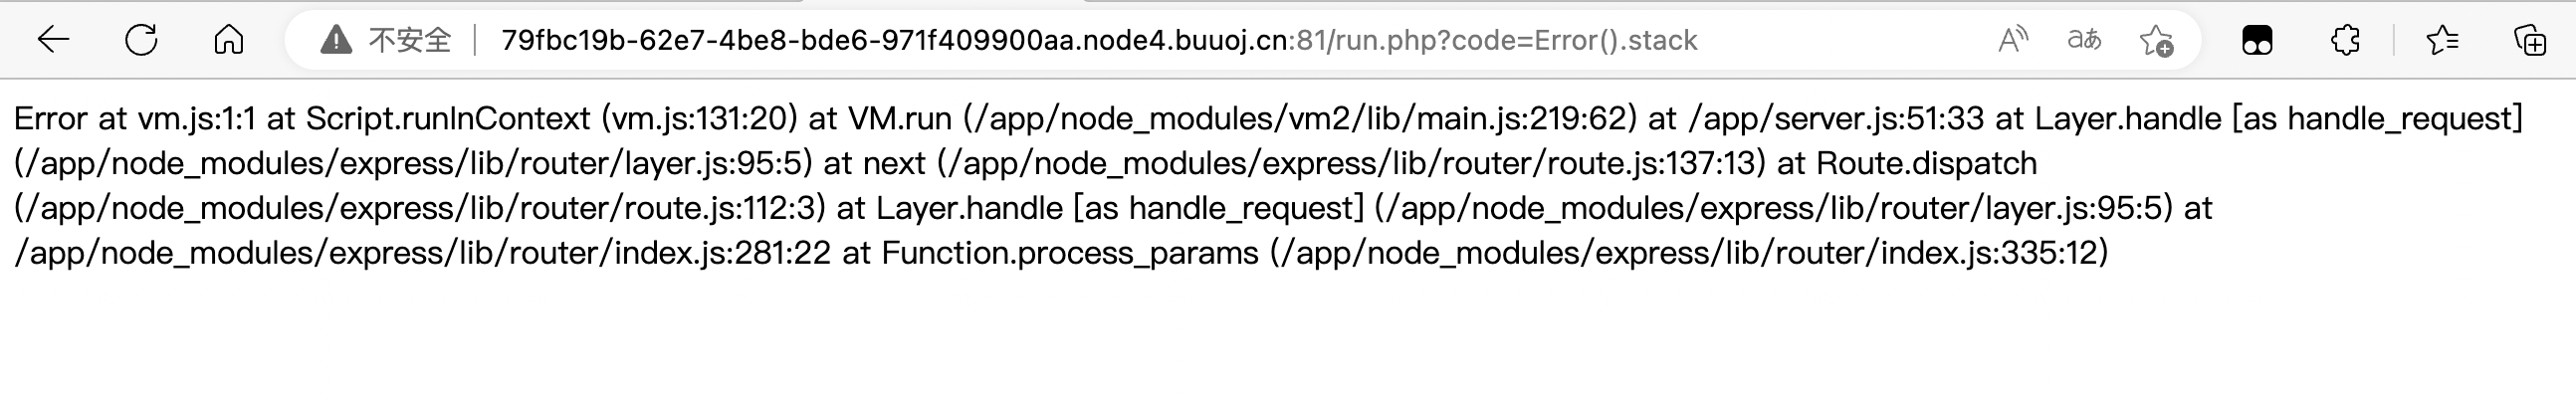 不安全 79fbc19b-62e7-4be8-bde6-971f409900aa.node4.buuoj.cn:81/run.php?code=Error().stack A aあ
Error at vm.js:1:1 at Script.runInContext (vm.js:131:20) at VM.run (/app/node_modules/vm2/lib/main.js:219:62) at /app/server.js:51:33 at Layer.handle [as handle_request]
(/app/node_modules/express/lib/router/layer.js:95:5) at next (/app/node_modules/express/lib/router/route.js:137:13) at Route.dispatch
(/app/node_modules/express/lib/router/route.js:112:3) at Layer.handle [as handle_request] (/app/node_modules/express/lib/router/layer.js:95:5) at
/app/node_modules/express/lib/router/index.js:281:22 at Function.process_params (/app/node_modules/express/lib/router/index.js:335:12)